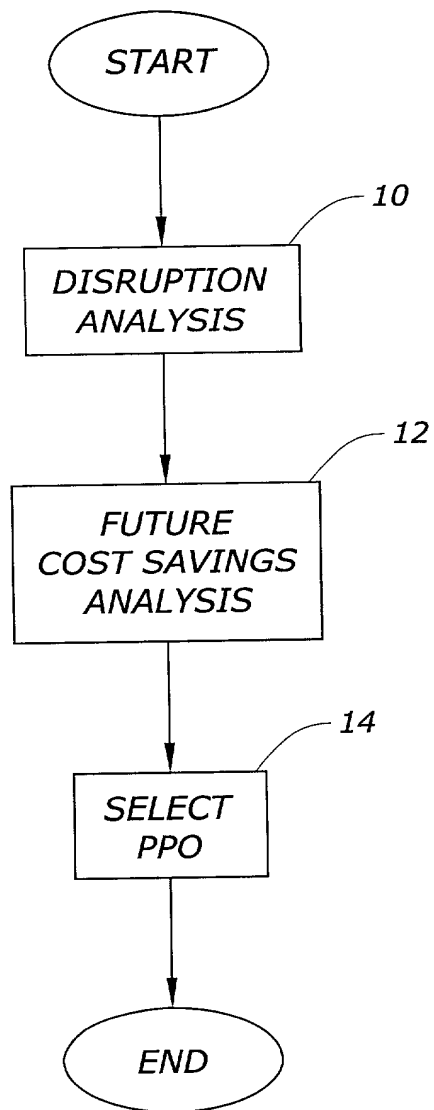 START
10
DISRUPTION
ANALYSIS
12
FUTURE
COST SAVINGS
ANALYSIS
14
SELECT
PPO
END